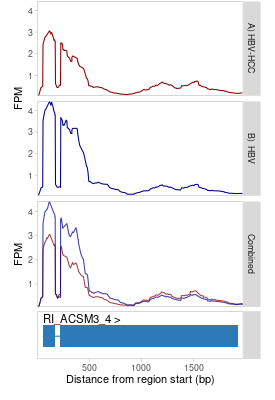 4
3
2
1
FPM
A) HBV-HCC
4
3
2
1
B) HBV
4
3
2
1
FPM
Combined
RI_ACSM3_4 >
500
1000
1500
Distance from region start (bp)